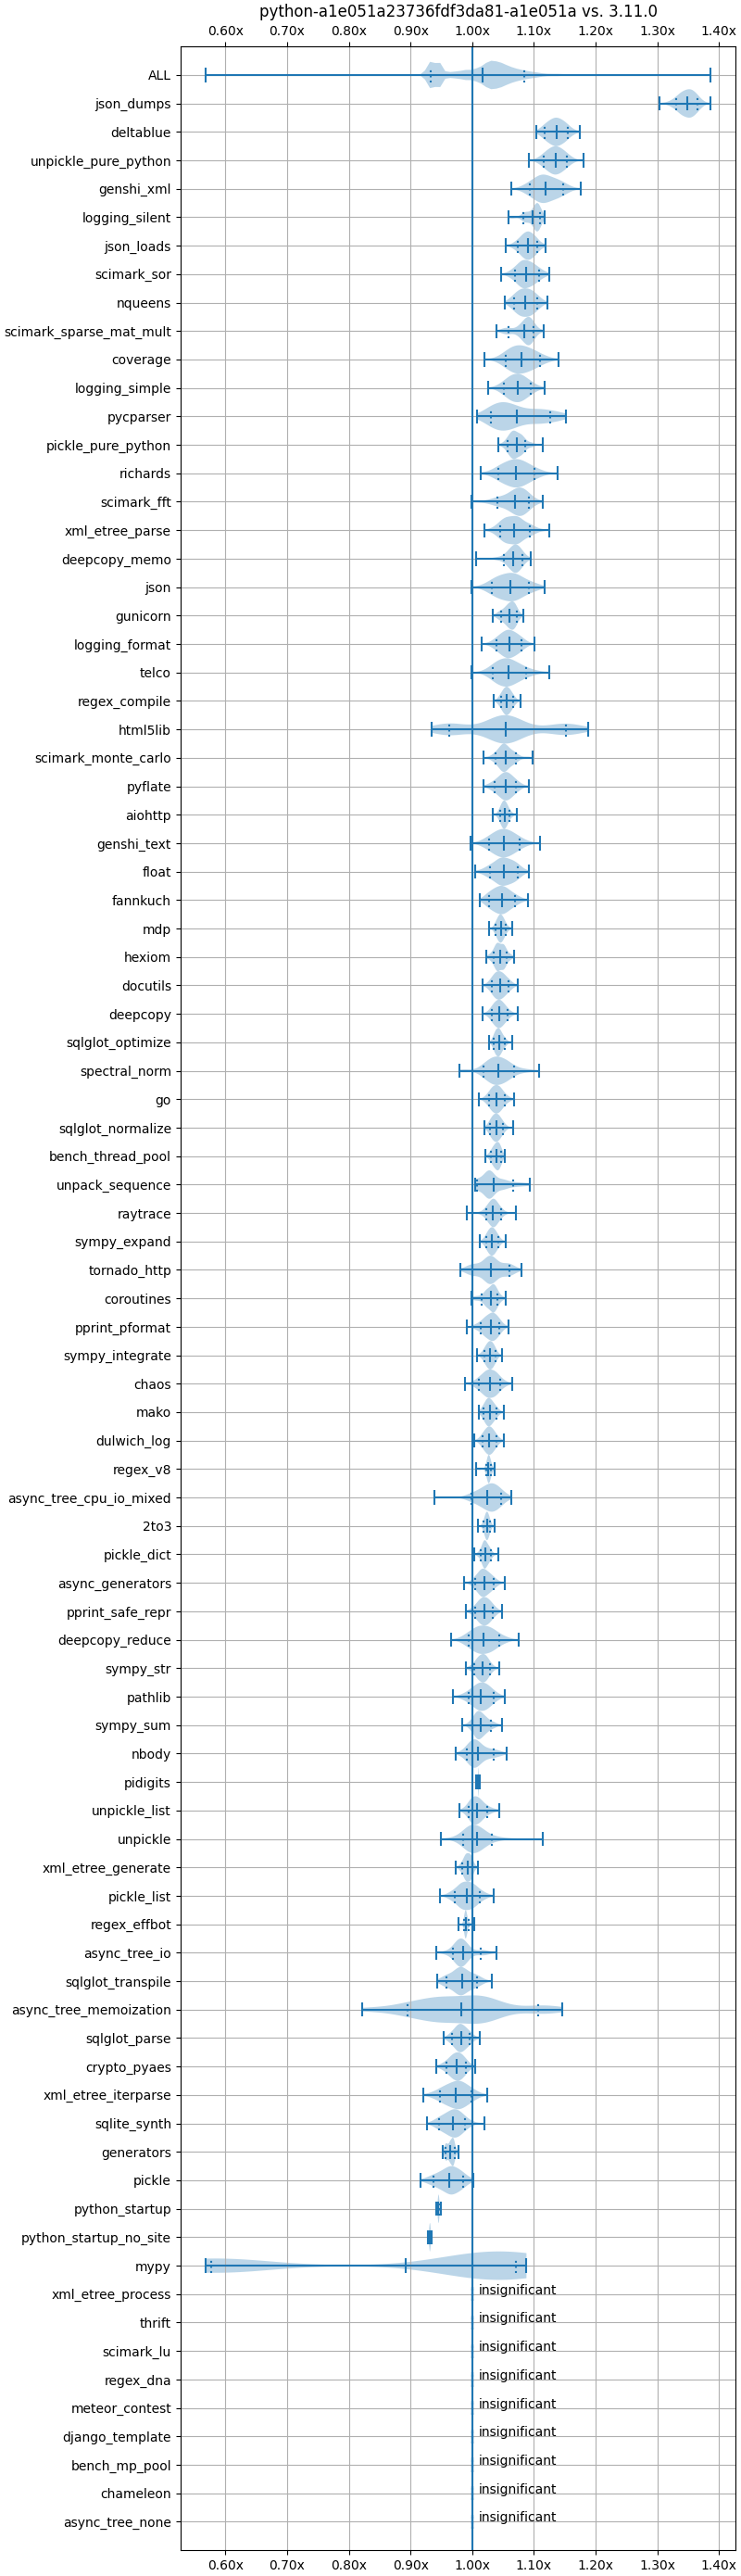 python-a1e051a23736fdf3da81-a1e051a vs. 3.11.0
0.60x 0.70x 0.80x 0.90x 1.00x 1.10x 1.20x 1.30x 1.40x
ALL
json_dumps
deltablue
unpickle_pure_python
genshi_xml
logging_silent
json_loads
scimark_sor
nqueens
scimark_sparse_mat_mult
coverage
logging_simple
pycparser
pickle_pure_python
richards
scimark_fft
xml_etree_parse
deepcopy_memo
json
gunicorn
logging_format
telco
regex_compile
html5lib
scimark_monte_carlo
pyflate
aiohttp
genshi_text
float
fannkuch
mdp
hexiom
docutils
deepcopy
sqlglot_optimize
spectral_norm
go
sqlglot_normalize
bench_thread_pool
unpack_sequence
raytrace
sympy_expand
tornado_http
coroutines
pprint_pformat
sympy_integrate
chaos
mako
dulwich_log
regex_v8
async_tree_cpu_io_mixed
2to3
pickle_dict
async_generators
pprint_safe_repr
deepcopy_reduce
sympy_str
pathlib
sympy_sum
nbody
pidigits
unpickle_list
unpickle
xml_etree_generate
pickle_list
regex_effbot
async_tree_io
sqlglot_transpile
async_tree_memoization
sqlglot_parse
crypto_pyaes
xml_etree_iterparse
sqlite_synth
generators
pickle
python_startup
python_startup_no_site
mypy
xml_etree_process insignificant
thrift insignificant
scimark_lu insignificant
regex_dna insignificant
meteor_contest insignificant
django_template insignificant
bench_mp_pool insignificant
chameleon insignificant
async_tree_none insignificant
0.60x 0.70x 0.80x 0.90x 1.00x 1.10x 1.20x 1.30x 1.40x